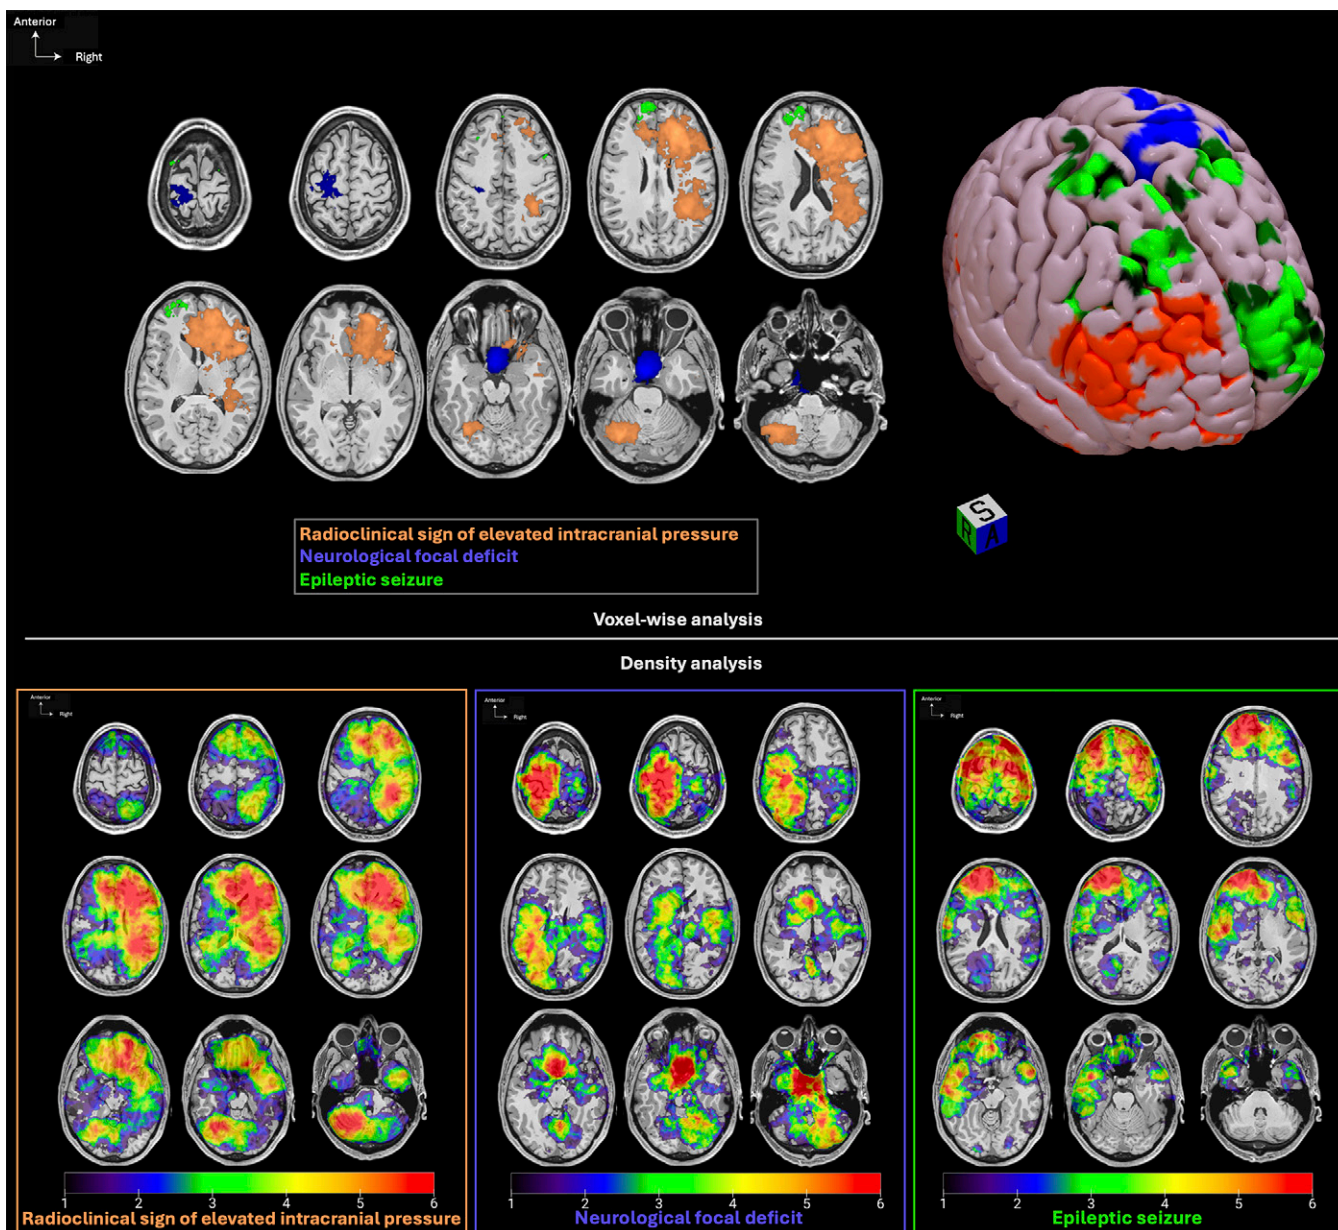 Anterior
Right
S
R
A
Radioclinical sign of elevated intracranial pressure
Neurological focal deficit
Epileptic seizure
Voxel-wise analysis
Density analysis
Anterior
Right
Anterior
Right
Anterior
Right
1 2 3 4 5 6
Radioclinical sign of elevated intracranial pressure
1 2 3 4 5 6
Neurological focal deficit
1 2 3 4 5 6
Epileptic seizure